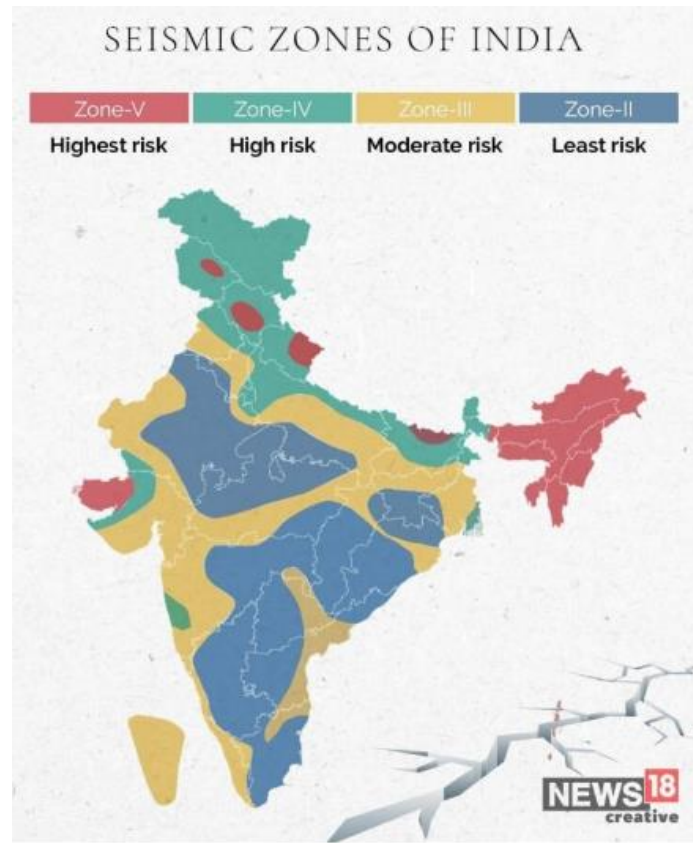 SEISMIC ZONES OF INDIA
Zone-V Zone-IV Zone-III Zone-II
Highest risk High risk Moderate risk Least risk
NEWS18
creative